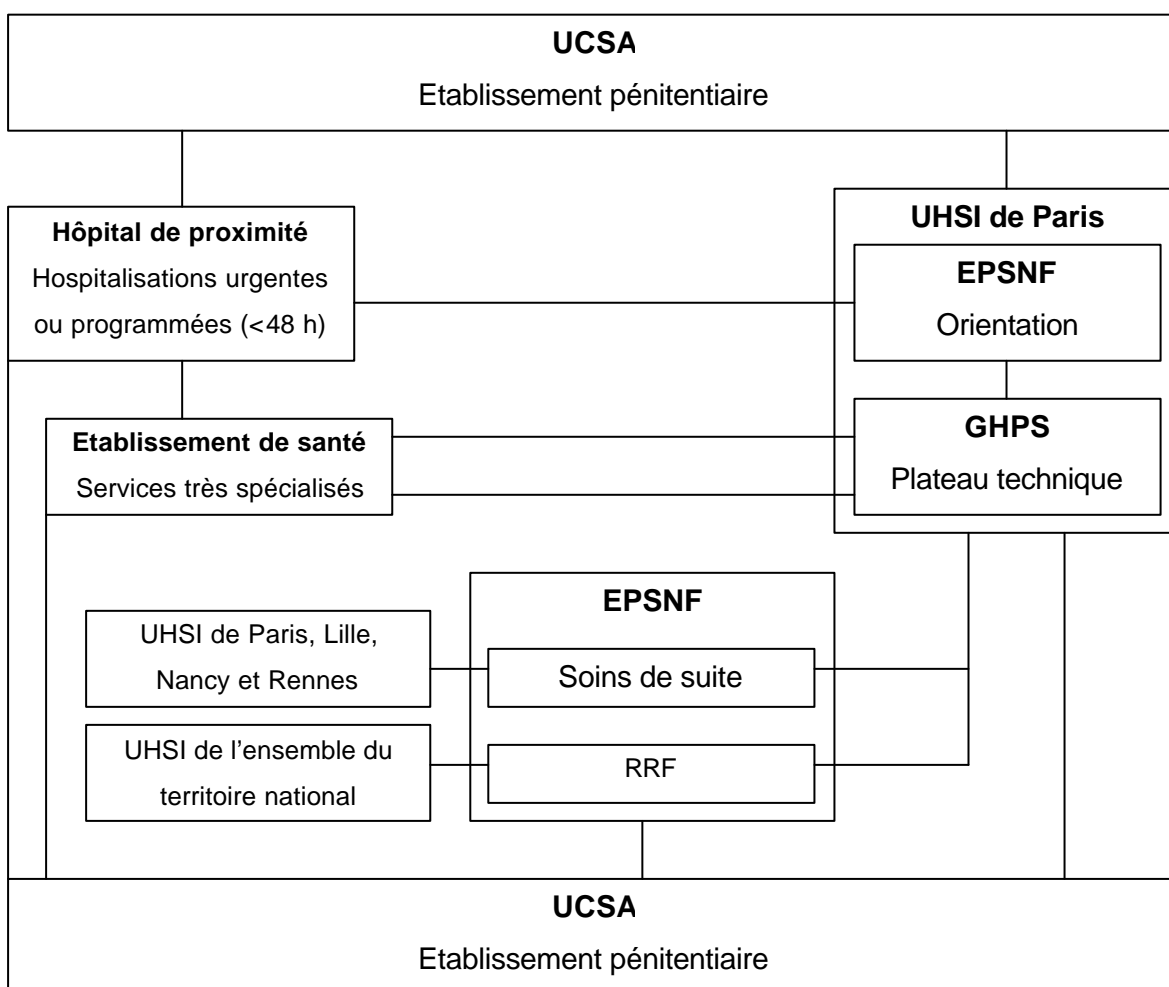 UCSA
Etablissement pénitentiaire
Hôpital de proximité
Hospitalisations urgentes
ou programmées (<48 h)
UHSI de Paris
EPSNF
Orientation
Etablissement de santé
Services très spécialisés
GHPS
Plateau technique
EPSNF
UHSI de Paris, Lille,
Nancy et Rennes
Soins de suite
UHSI de l’ensemble du
territoire national
RRF
UCSA
Etablissement pénitentiaire